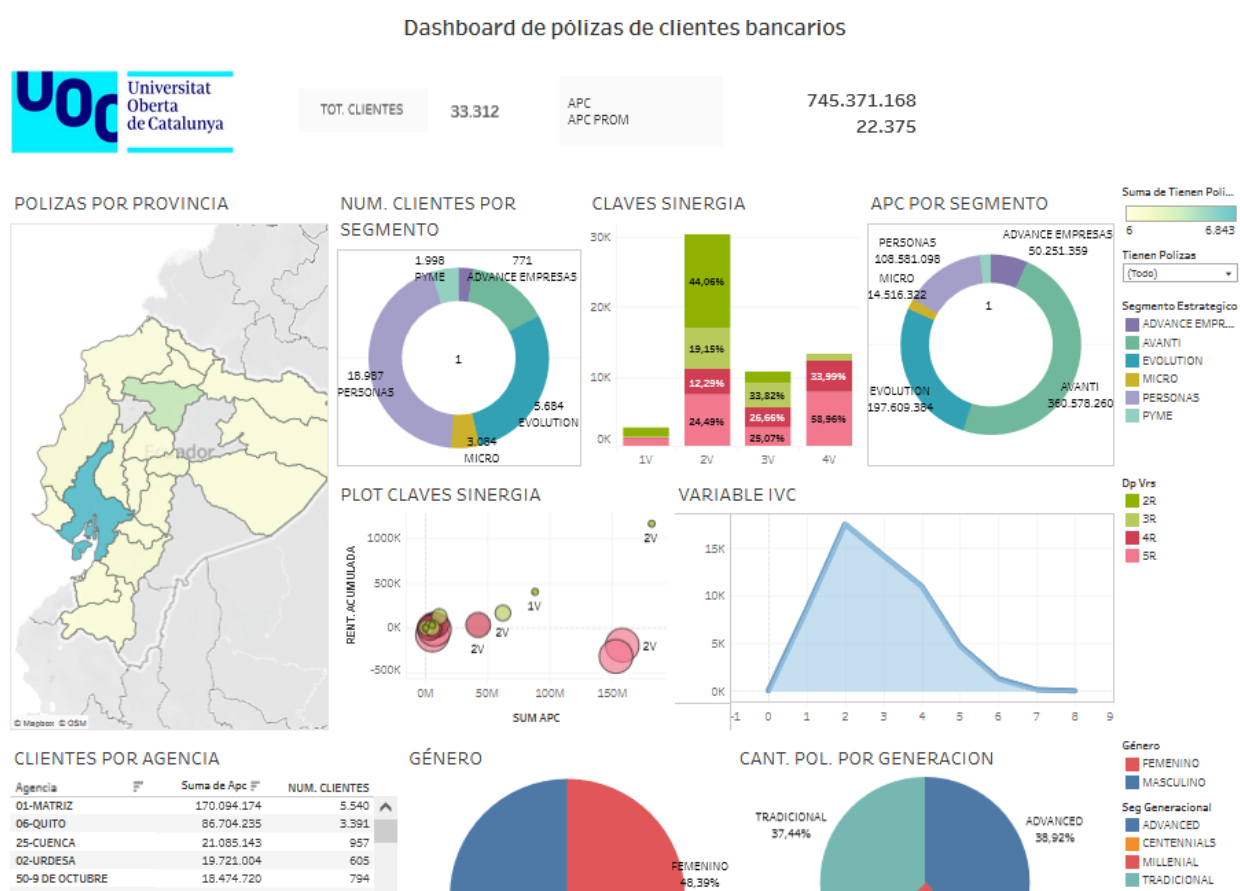 Dashboard de pólizas de clientes bancarios
UOC
Universitat
Oberta
de Catalunya
TOT. CLIENTES
33.312
APC
APC PROM
745.371.168
22.375
POLIZAS POR PROVINCIA
Ecuador
© Mapbox © OSM
NUM. CLIENTES POR
SEGMENTO
1.998
PYME
771
ADVANCE EMPRESAS
1
18.987
PERSONAS
5.684
EVOLUTION
3.084
MICRO
CLAVES SINERGIA
30K
20K
10K
0K
44,06%
19,15%
12,29%
24,49%
33,82%
26,66%
25,07%
33,99%
58,96%
1V
2V
3V
4V
APC POR SEGMENTO
PERSONAS
108.581.098
ADVANCE EMPRESAS
50.251.359
MICRO
14.516.322
1
EVOLUTION
197.609.384
AVANTI
360.578.260
Suma de Tienen Poli...
6
6.843
Tienen Polizas
(Todo)
Segmento Estrategico
ADVANCE EMPR...
AVANTI
EVOLUTION
MICRO
PERSONAS
PYME
PLOT CLAVES SINERGIA
RENT. ACUMULADA
1000K
500K
0K
-500K
2V
1V
2V
2V
2V
0M
50M
100M
150M
SUM APC
VARIABLE IVC
15K
10K
5K
0K
-1
0
1
2
3
4
5
6
7
8
9
Dp Vrs
2R
3R
4R
5R
CLIENTES POR AGENCIA
Agencia
Suma de Apc
NUM. CLIENTES
01-MATRIZ 170.094.174 5.540
06-QUITO 86.704.235 3.391
25-CUENCA 21.085.143 957
02-URDESA 19.721.004 605
50-9 DE OCTUBRE 18.474.720 794
GÉNERO
FEMENINO
48,39%
CANT. POL. POR GENERACION
TRADICIONAL
37,44%
ADVANCED
38,92%
Género
FEMENINO
MASCULINO
Seg Generacional
ADVANCED
CENTENNIALS
MILLENIAL
TRADICIONAL